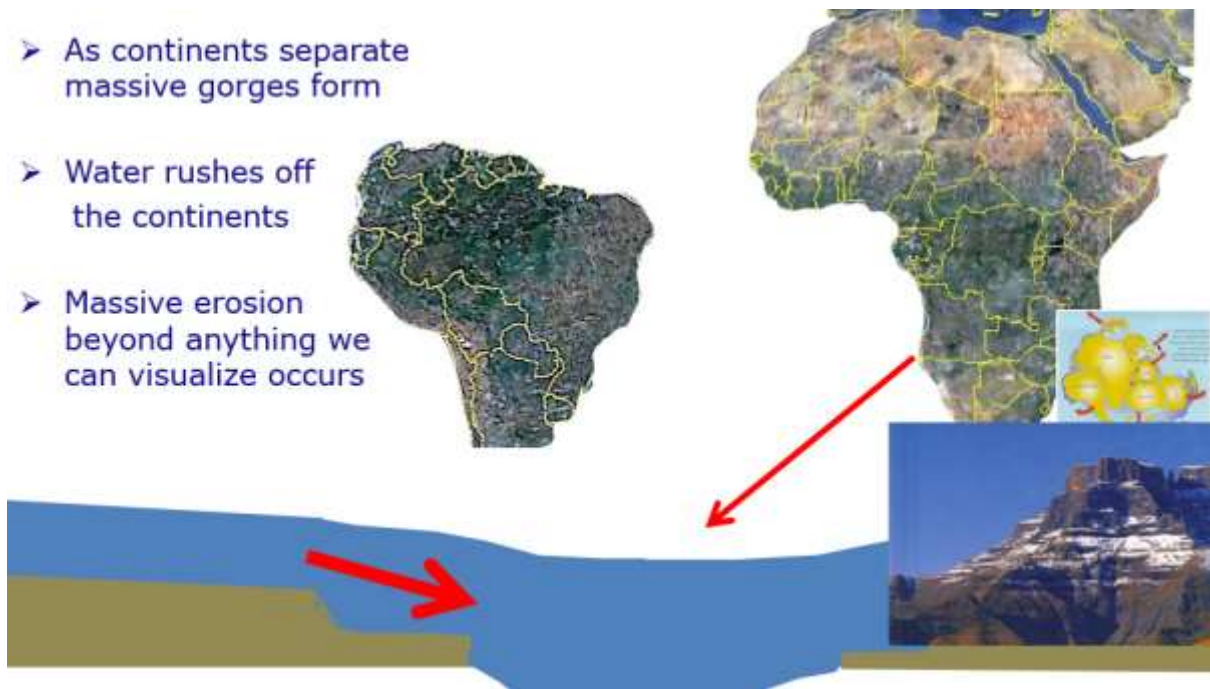 ➢ As continents separate
massive gorges form
➢ Water rushes off
the continents
➢ Massive erosion
beyond anything we
can visualize occurs